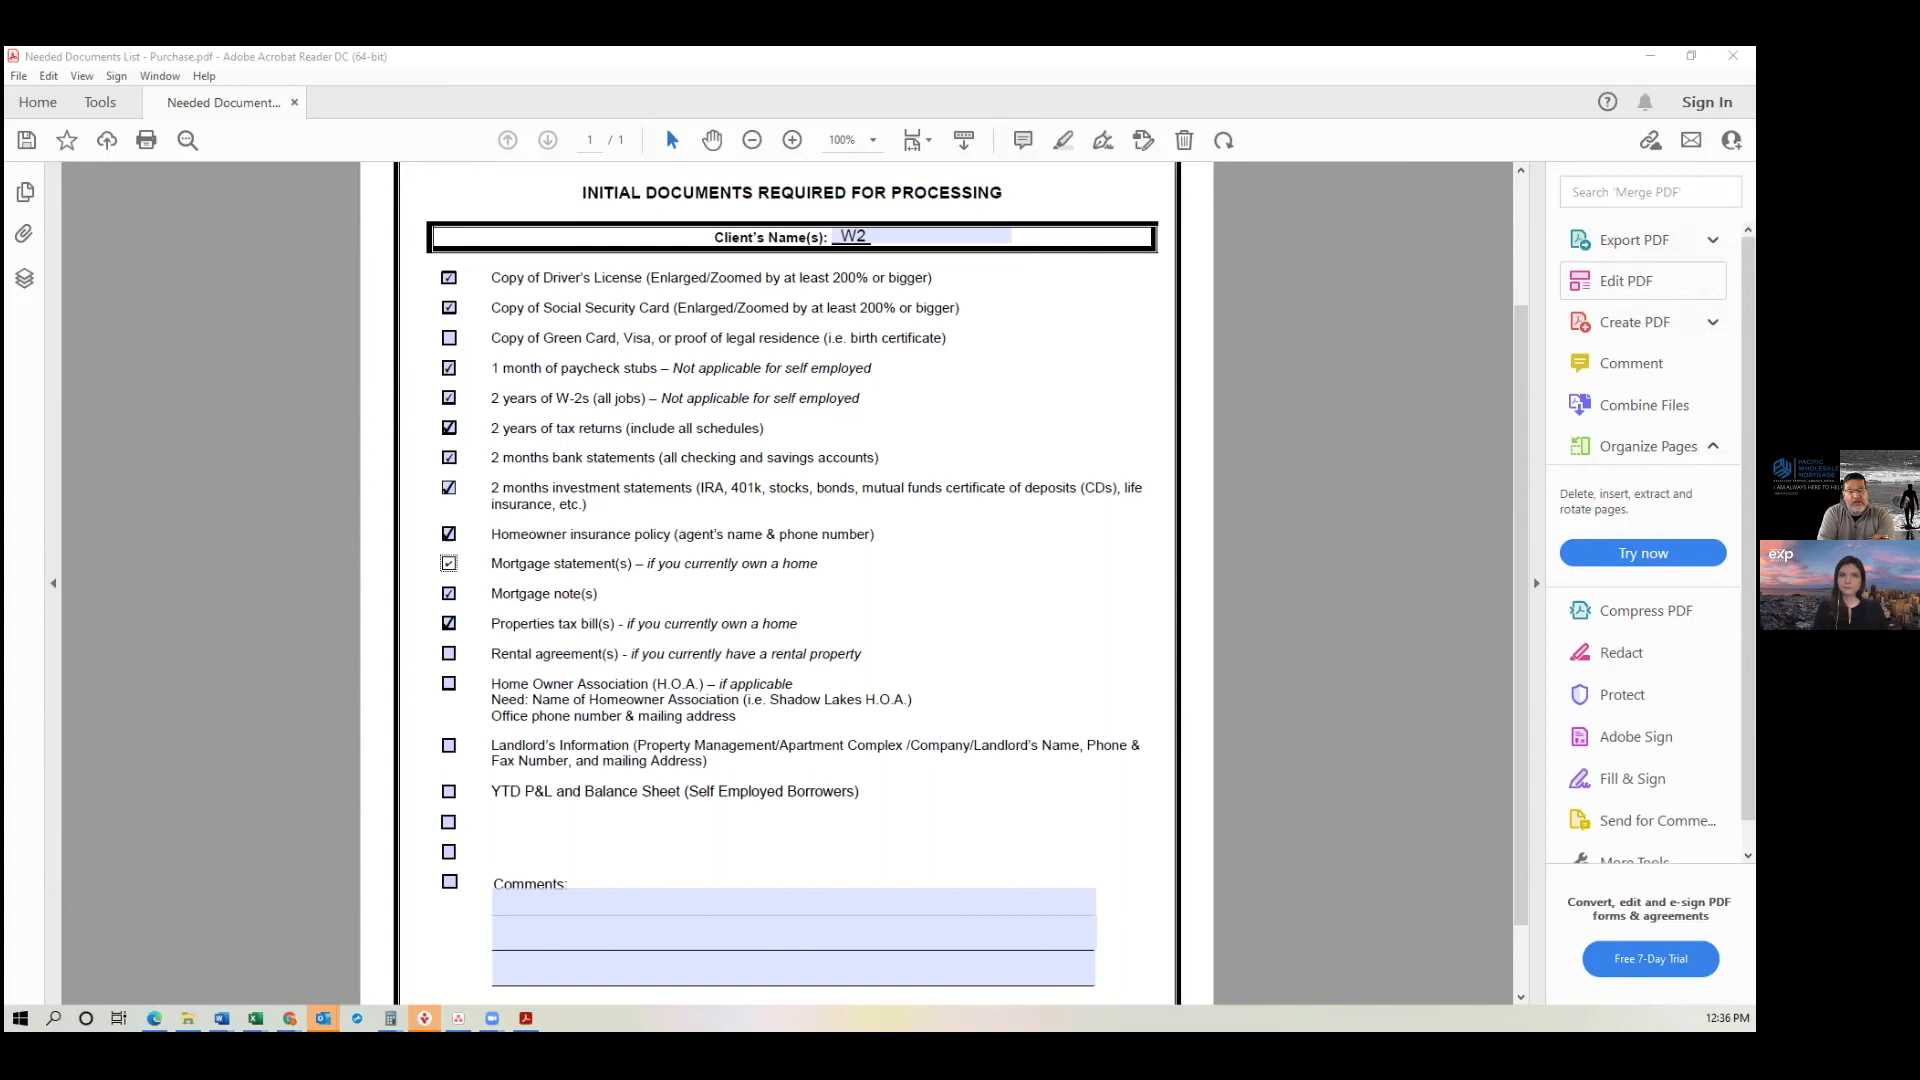 Needed Documents List - Purchase.pdf - Adobe Acrobat Reader DC (64-bit)
File Edit View Sign Window Help
Home Tools Needed Document... × Sign In
1 / 1 100%
INITIAL DOCUMENTS REQUIRED FOR PROCESSING
Client's Name(s): W2
Copy of Driver's License (Enlarged/Zoomed by at least 200% or bigger)
Copy of Social Security Card (Enlarged/Zoomed by at least 200% or bigger)
Copy of Green Card, Visa, or proof of legal residence (i.e. birth certificate)
1 month of paycheck stubs – Not applicable for self employed
2 years of W-2s (all jobs) – Not applicable for self employed
2 years of tax returns (include all schedules)
2 months bank statements (all checking and savings accounts)
2 months investment statements (IRA, 401k, stocks, bonds, mutual funds certificate of deposits (CDs), life
insurance, etc.)
Homeowner insurance policy (agent's name & phone number)
Mortgage statement(s) – if you currently own a home
Mortgage note(s)
Properties tax bill(s) - if you currently own a home
Rental agreement(s) - if you currently have a rental property
Home Owner Association (H.O.A.) – if applicable
Need: Name of Homeowner Association (i.e. Shadow Lakes H.O.A.)
Office phone number & mailing address
Landlord's Information (Property Management/Apartment Complex /Company/Landlord's Name, Phone &
Fax Number, and mailing Address)
YTD P&L and Balance Sheet (Self Employed Borrowers)
Comments:
Search 'Merge PDF'
Export PDF
Edit PDF
Create PDF
Comment
Combine Files
Organize Pages
Delete, insert, extract and
rotate pages.
Try now
Compress PDF
Redact
Protect
Adobe Sign
Fill & Sign
Send for Comme...
More Tools
Convert, edit and e-sign PDF
forms & agreements
Free 7-Day Trial
PACIFIC
WHOLESALE
MORTGAGE
I AM ALWAYS HERE TO HELP
exp
12:36 PM